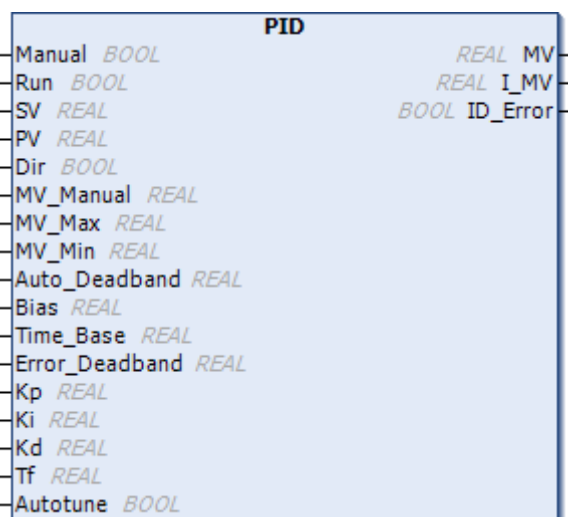 PID
Manual BOOL REAL MV
Run BOOL REAL I_MV
SV REAL BOOL ID_Error
PV REAL
Dir BOOL
MV_Manual REAL
MV_Max REAL
MV_Min REAL
Auto_Deadband REAL
Bias REAL
Time_Base REAL
Error_Deadband REAL
Kp REAL
Ki REAL
Kd REAL
Tf REAL
Autotune BOOL